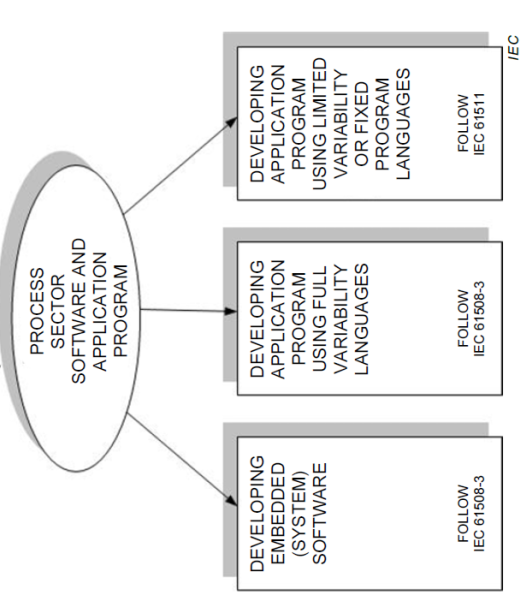 PROCESS
SECTOR
SOFTWARE AND
APPLICATION
PROGRAM
DEVELOPING
EMBEDDED
(SYSTEM)
SOFTWARE
FOLLOW
IEC 61508-3
DEVELOPING
APPLICATION
PROGRAM
USING FULL
VARIABILITY
LANGUAGES
FOLLOW
IEC 61508-3
DEVELOPING
APPLICATION
PROGRAM
USING LIMITED
VARIABILITY
OR FIXED
PROGRAM
LANGUAGES
FOLLOW
IEC 61511
IEC